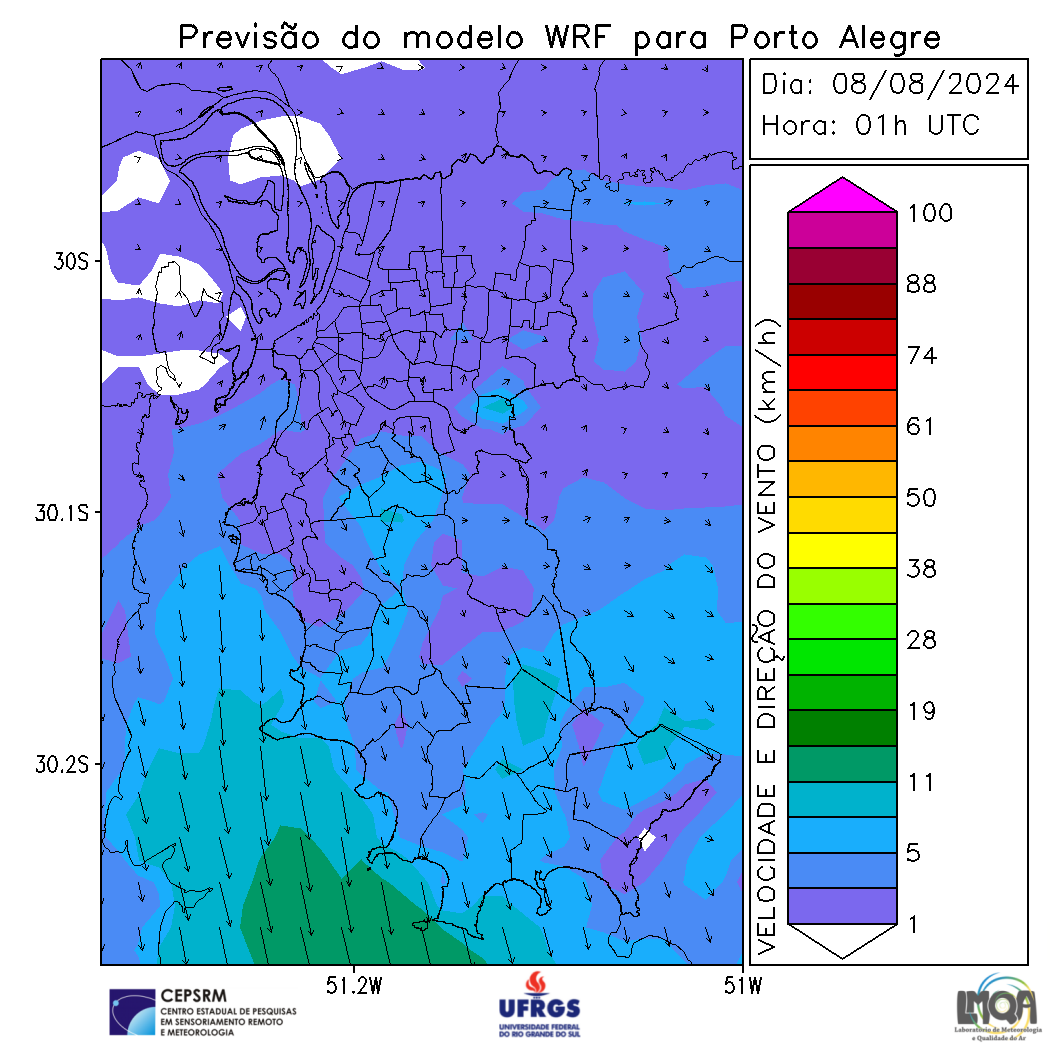 Previsão do modelo WRF para Porto Alegre
Dia: 08/08/2024
Hora: 01h UTC
30S
30.1S
30.2S
51.2W
51W
VELOCIDADE E DIREÇÃO DO VENTO (km/h)
100
88
74
61
50
38
28
19
11
5
1
CEPSRM
CENTRO ESTADUAL DE PESQUISAS
EM SENSORIAMENTO REMOTO
E METEOROLOGIA
UFRGS
UNIVERSIDADE FEDERAL
DO RIO GRANDE DO SUL
LMQA
Laboratório de Meteorologia
e Qualidade do Ar